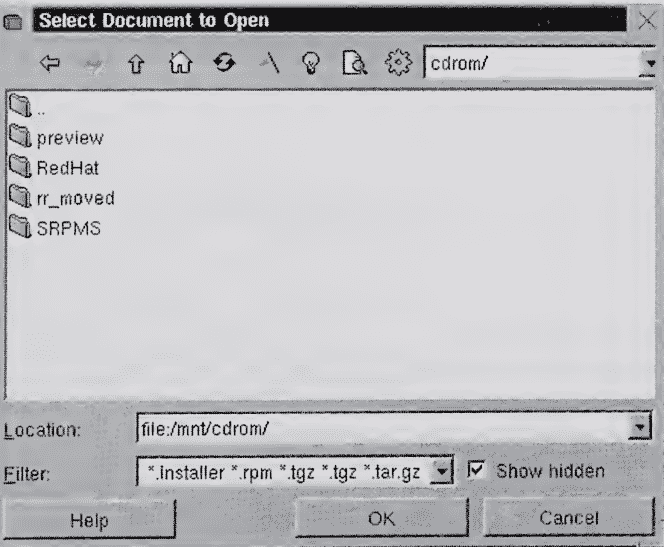 Select Document to Open
cdrom/
..
preview
RedHat
rr_moved
SRPMS
Location: file:/mnt/cdrom/
Filter: *.installer *.rpm *.tgz *.tgz *.tar.gz Show hidden
Help OK Cancel